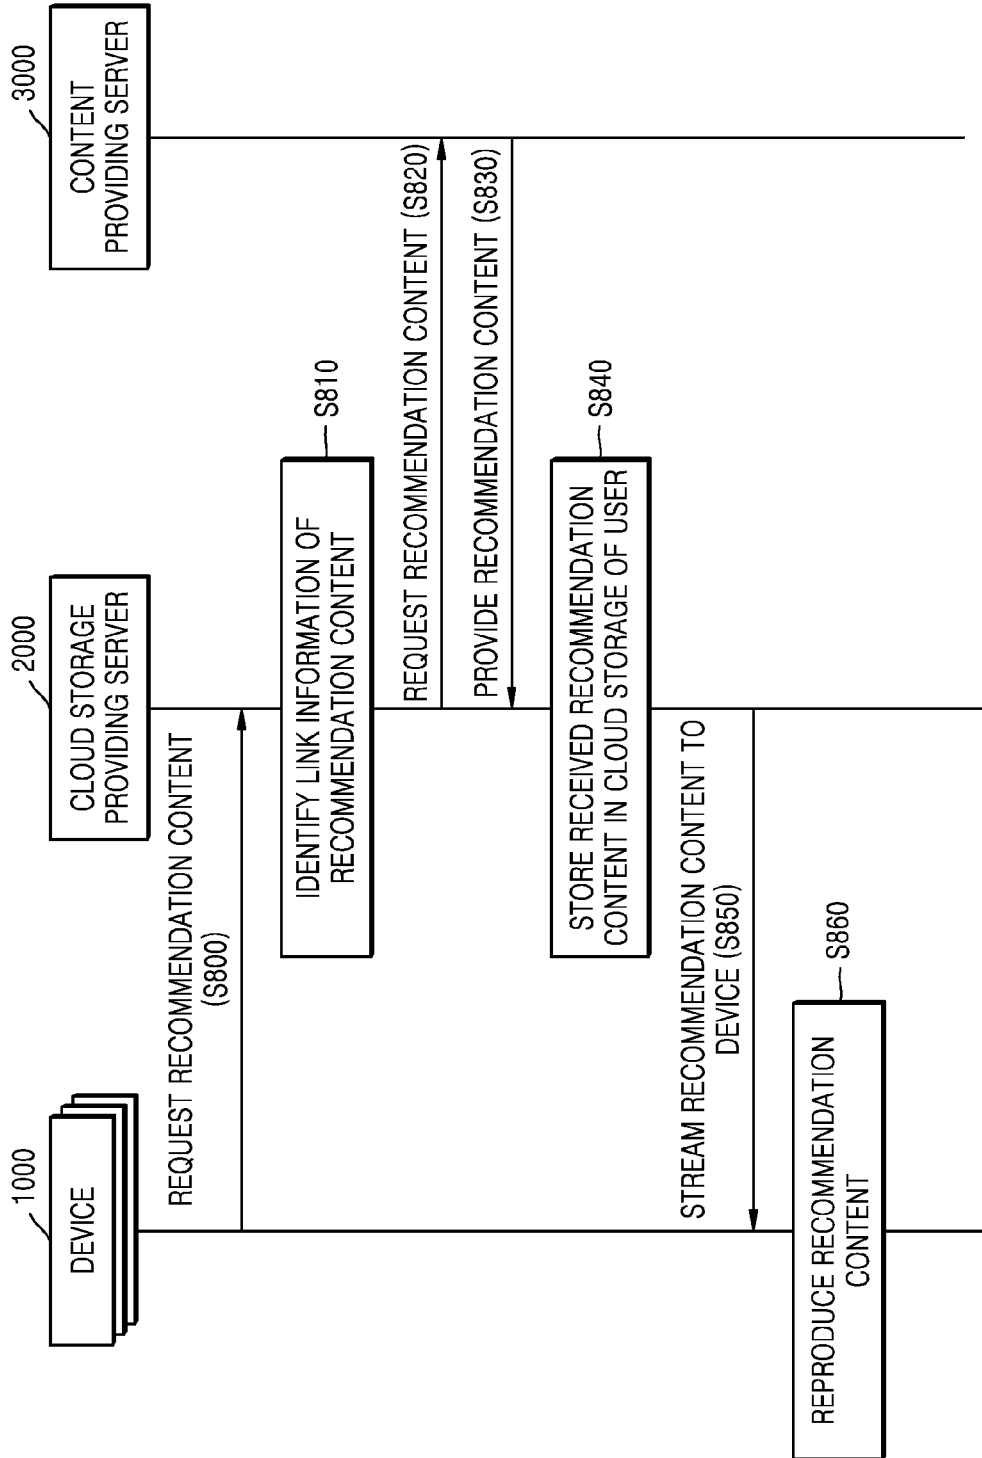 1000
DEVICE
2000
CLOUD STORAGE
PROVIDING SERVER
3000
CONTENT
PROVIDING SERVER
REQUEST RECOMMENDATION CONTENT
(S800)
IDENTIFY LINK INFORMATION OF
RECOMMENDATION CONTENT
S810
REQUEST RECOMMENDATION CONTENT (S820)
PROVIDE RECOMMENDATION CONTENT (S830)
STORE RECEIVED RECOMMENDATION
CONTENT IN CLOUD STORAGE OF USER
S840
STREAM RECOMMENDATION CONTENT TO
DEVICE (S850)
REPRODUCE RECOMMENDATION
CONTENT
S860